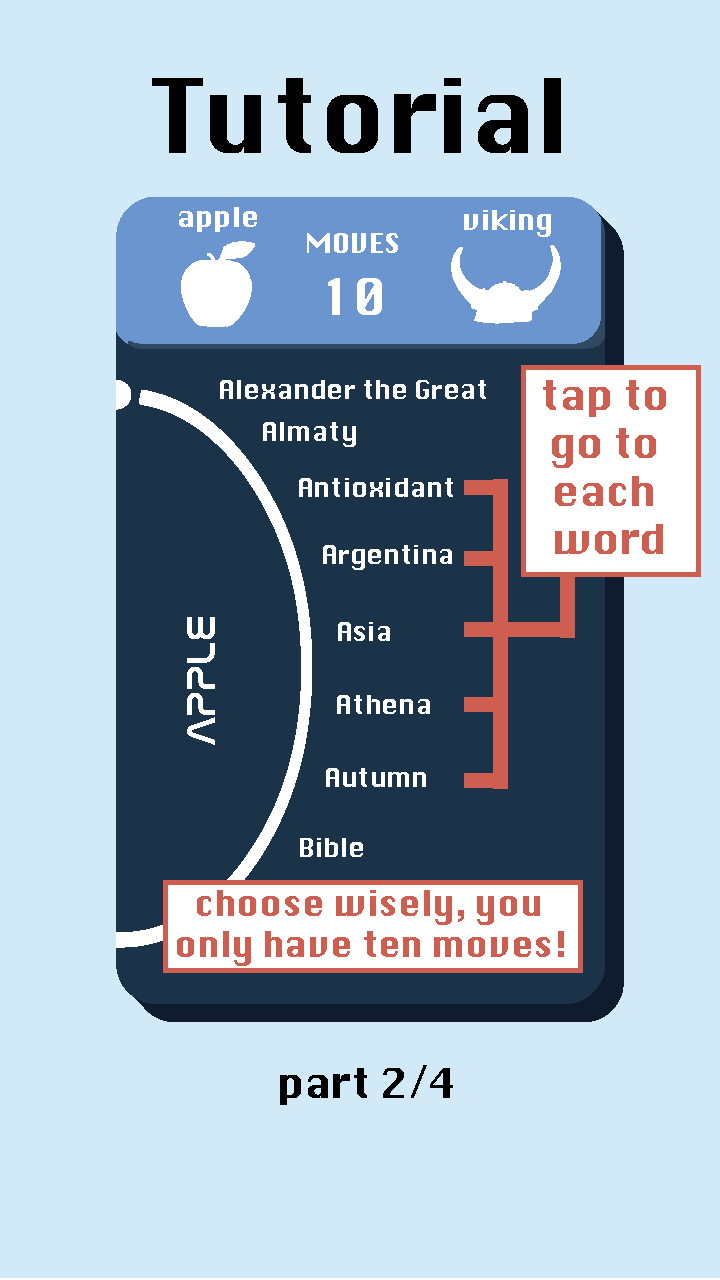 Tutorial
apple
MOVES
viking
10
Alexander the Great
Almaty
Antioxidant
Argentina
Asia
Athena
Autumn
Bible
APPLE
tap to
go to
each
word
choose wisely, you
only have ten moves!
part 2/4